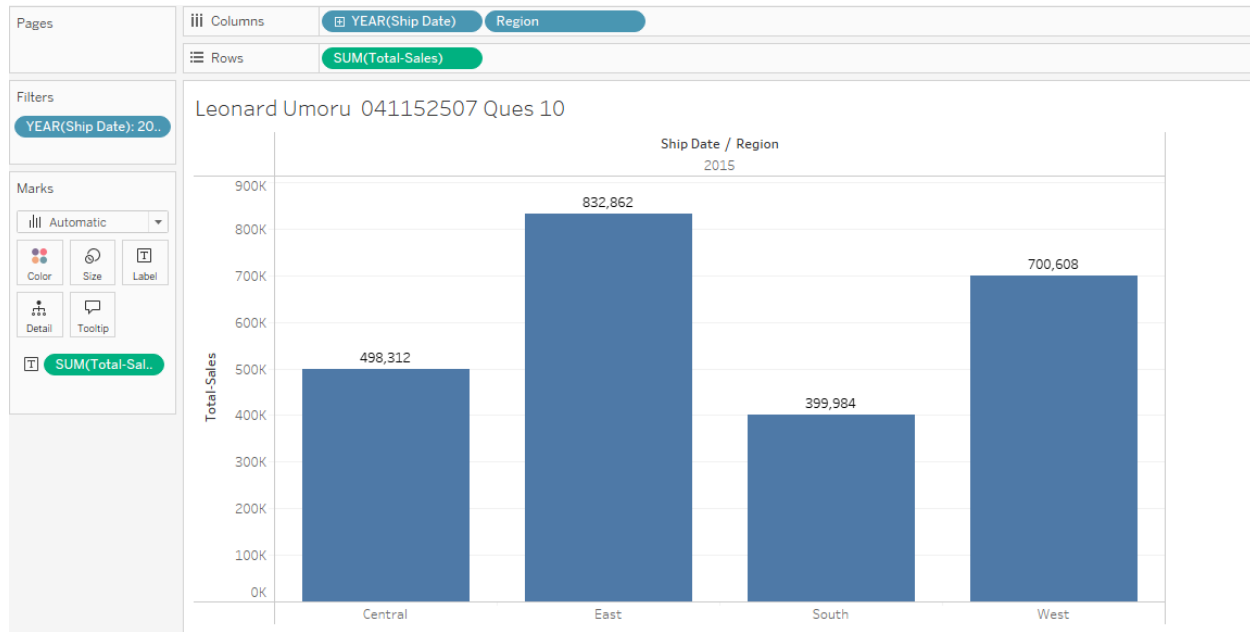 Pages
Columns
YEAR(Ship Date)
Region
Rows
SUM(Total-Sales)
Filters
YEAR(Ship Date): 20..
Marks
Automatic
Color
Size
Label
Detail
Tooltip
SUM(Total-Sal..
Leonard Umoru 041152507 Ques 10
Ship Date / Region
2015
Total-Sales
900K
800K
700K
600K
500K
400K
300K
200K
100K
0K
498,312
832,862
399,984
700,608
Central
East
South
West